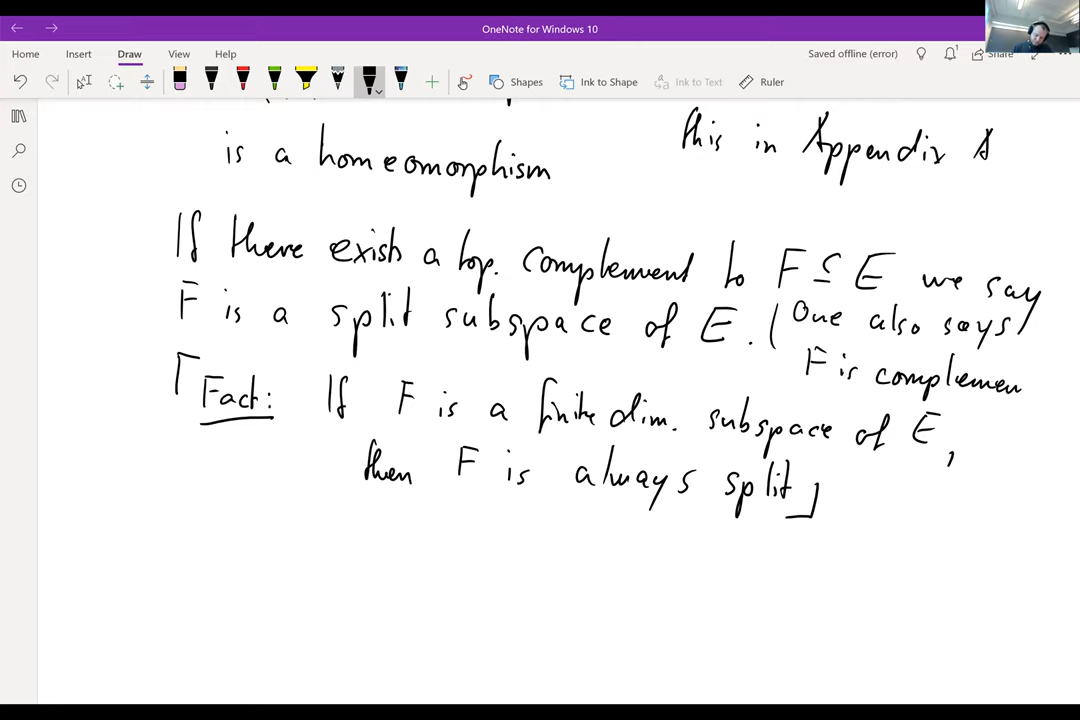 OneNote for Windows 10
Home Insert Draw View Help Saved offline (error) Share
Shapes Ink to Shape Ink to Text Ruler
is a homeomorphism
this in Appendix A
If there exists a top. complement to F ⊆ E we say
F is a split subspace of E. (One also says
F is complemen
Fact: If F is a finite dim. subspace of E,
then F is always split